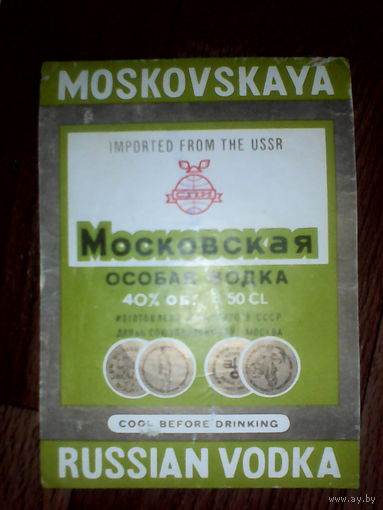 MOSKOVSKAYA
IMPORTED FROM THE USSR
Московская
ОСОБАЯ ВОДКА
40% ОБ. 50 CL
В СССР
МОСКВА
COOL BEFORE DRINKING
RUSSIAN VODKA
www.ay.by